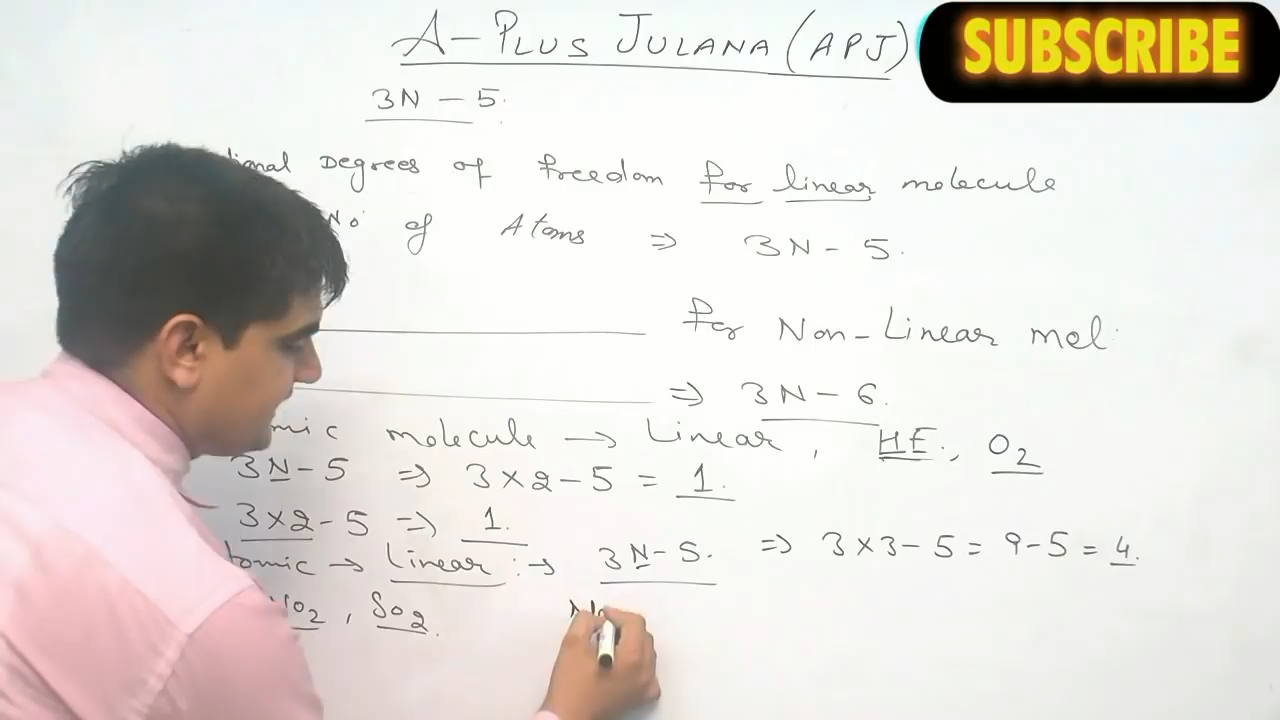 A-PLUS JULANA (APJ)
SUBSCRIBE
3N - 5.
Degrees of freedom for linear molecule
No. of Atoms ⇒ 3N - 5.
for Non-Linear mol.
⇒ 3N - 6.
molecule → Linear, HE., O2
3N - 5 ⇒ 3×2 - 5 = 1.
3×2 - 5 ⇒ 1.
→ Linear :→ 3N - 5. ⇒ 3×3 - 5 = 9 - 5 = 4.
, SO2.